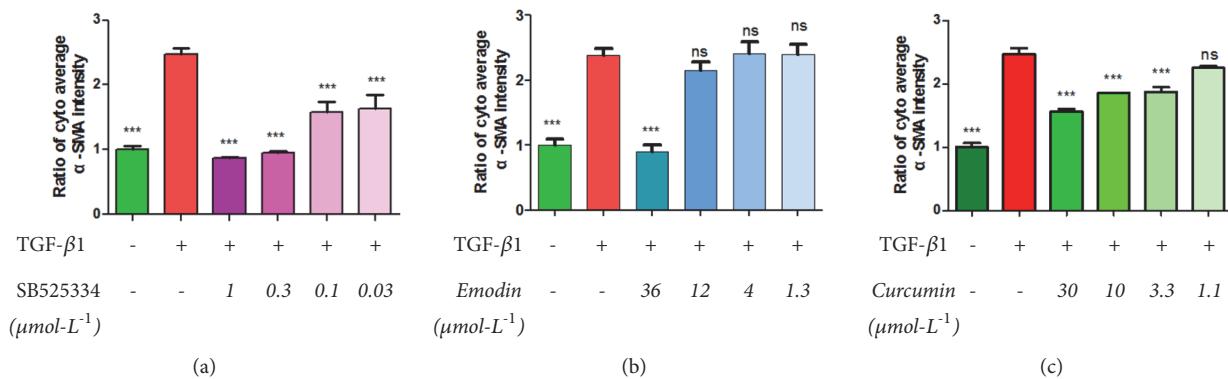 Ratio of cyto average
α -SMA intensity
3
2
1
0
***
***
***
***
***
TGF-β1 - + + + + +
SB525334 - - 1 0.3 0.1 0.03
(μmol-L⁻¹)
(a)
Ratio of cyto average
α -SMA intensity
3
2
1
0
***
***
ns
ns
ns
TGF-β1 - + + + + +
Emodin - - 36 12 4 1.3
(μmol-L⁻¹)
(b)
Ratio of cyto average
α -SMA intensity
3
2
1
0
***
***
***
***
ns
TGF-β1 - + + + + +
Curcumin - - 30 10 3.3 1.1
(μmol-L⁻¹)
(c)